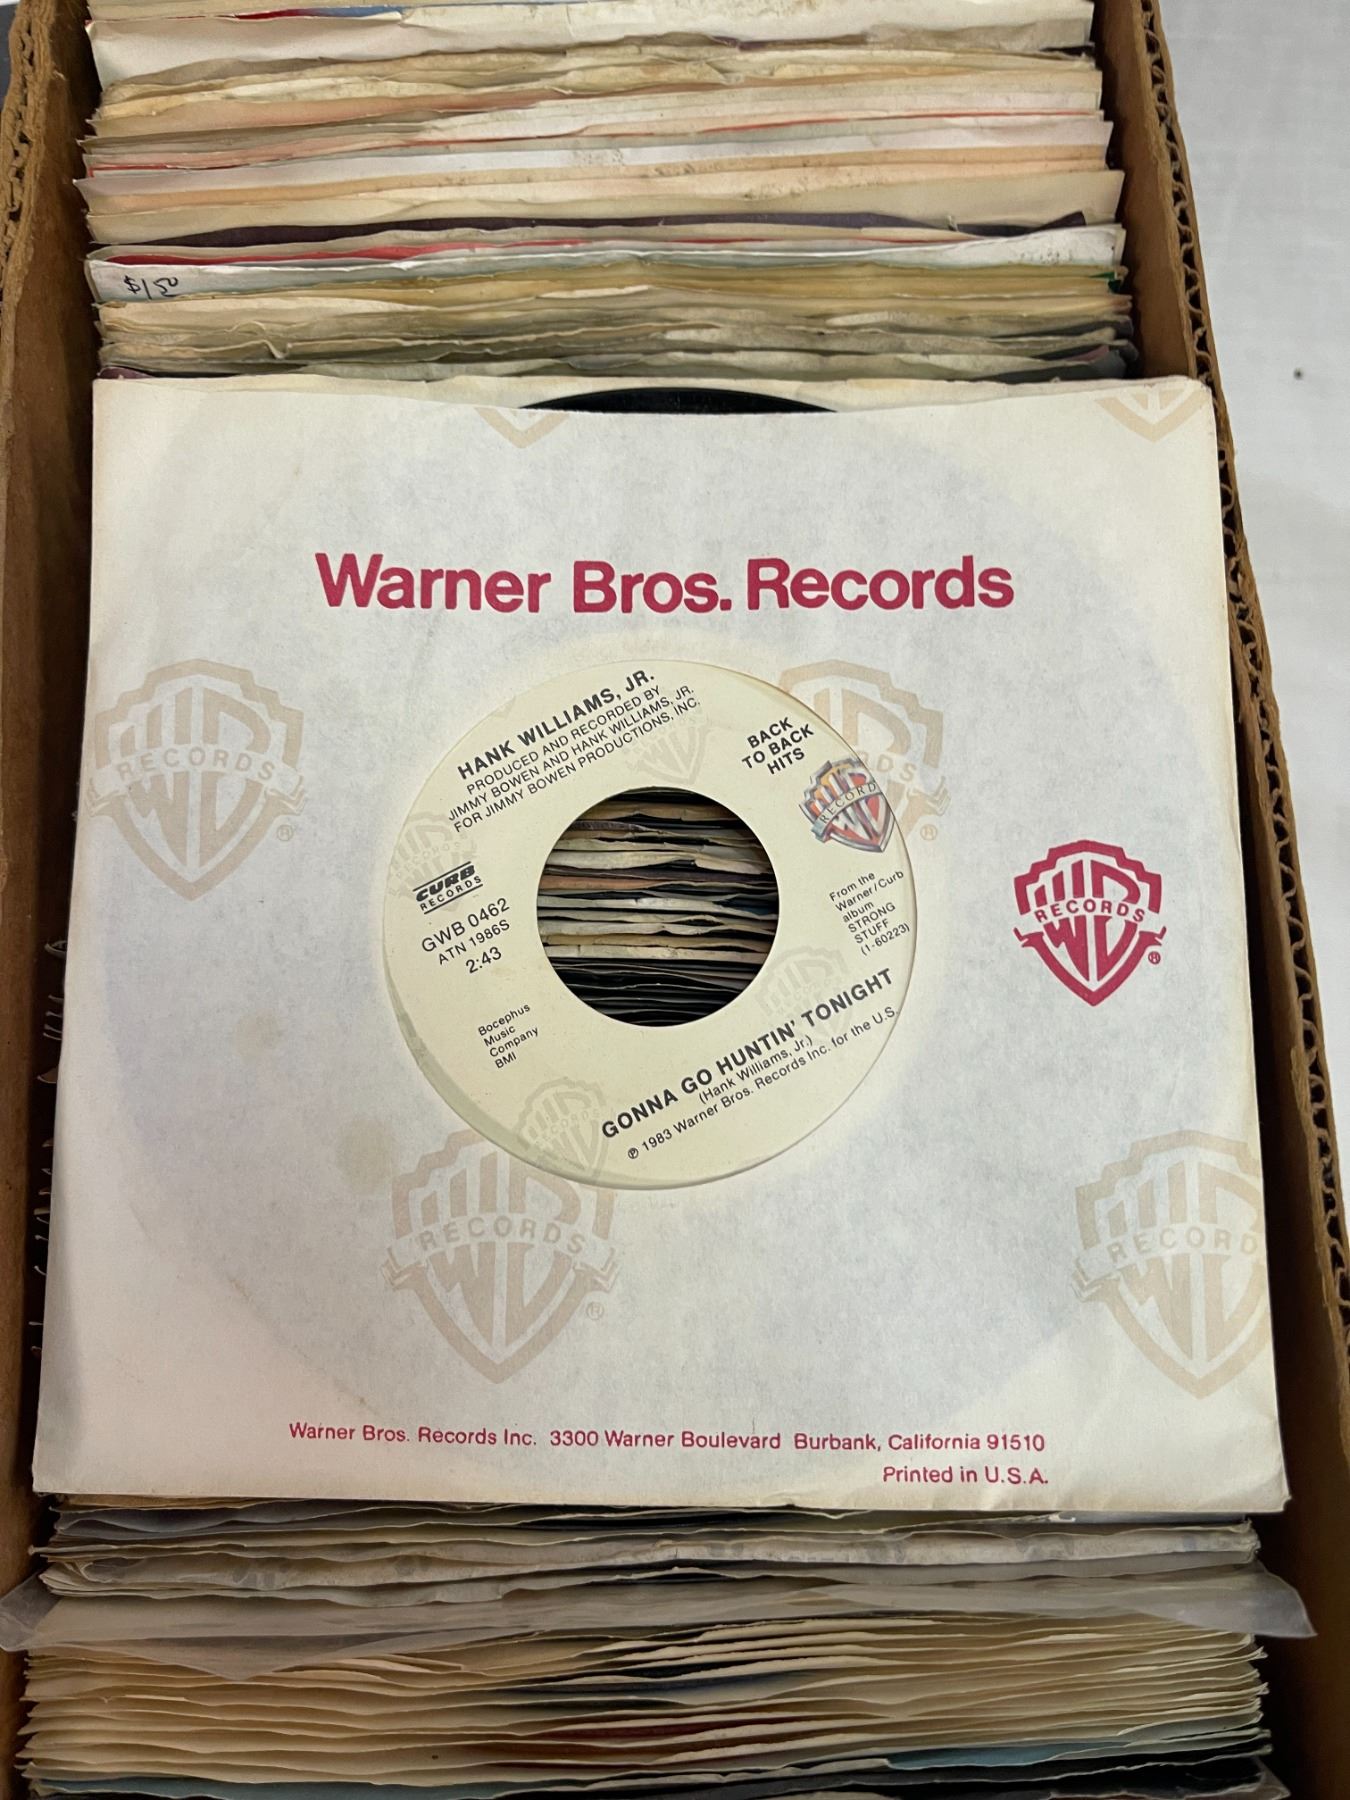 $1.50
Warner Bros. Records
HANK WILLIAMS, JR.
PRODUCED AND RECORDED BY
JIMMY BOWEN AND HANK WILLIAMS, JR.
FOR JIMMY BOWEN PRODUCTIONS, INC.
BACK
TO BACK
HITS
RECORDS
CURB
RECORDS
GWB 0462
ATN 1986S
2:43
From the
Warner/Curb
album
STRONG
STUFF
(1-60223)
Bocephus
Music
Company
BMI
GONNA GO HUNTIN' TONIGHT
(Hank Williams, Jr.)
℗ 1983 Warner Bros. Records Inc. for the U.S.
RECORDS
®
RDS
®
RECORDS
®
RECORDS
®
RECORD
Warner Bros. Records Inc. 3300 Warner Boulevard Burbank, California 91510
Printed in U.S.A.